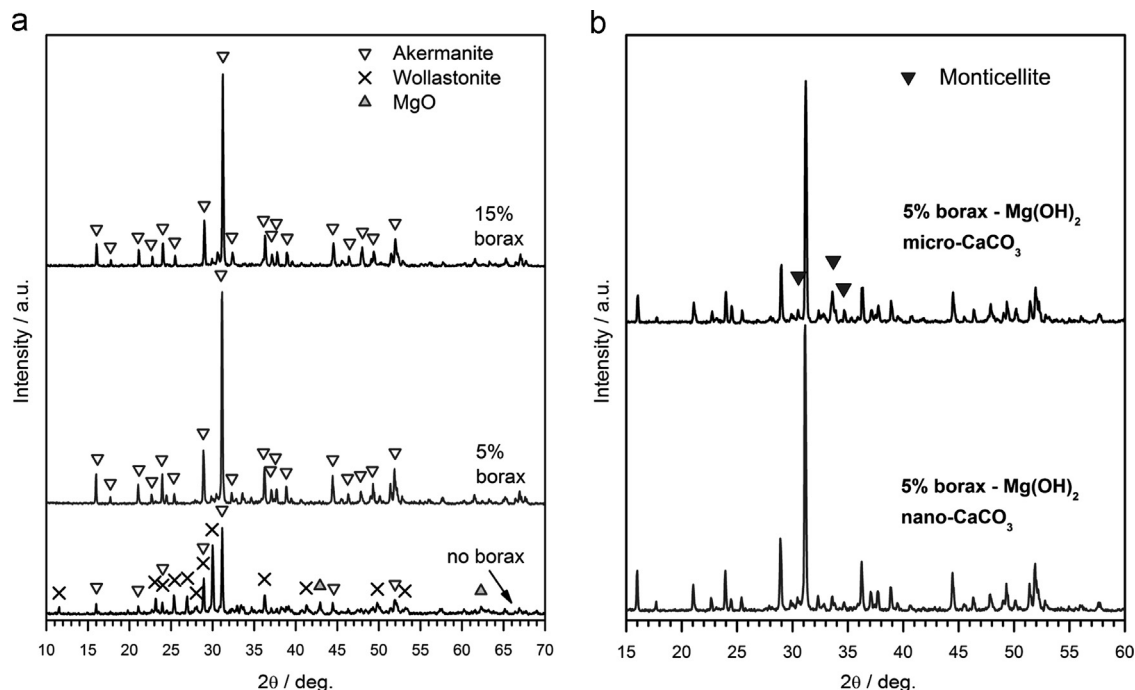 a
Akermanite
Wollastonite
MgO
15%
borax
5%
borax
no borax
Intensity / a.u.
10 15 20 25 30 35 40 45 50 55 60 65 70
2θ / deg.
b
Monticellite
5% borax - Mg(OH)2
micro-CaCO3
5% borax - Mg(OH)2
nano-CaCO3
Intensity / a.u.
15 20 25 30 35 40 45 50 55 60
2θ / deg.